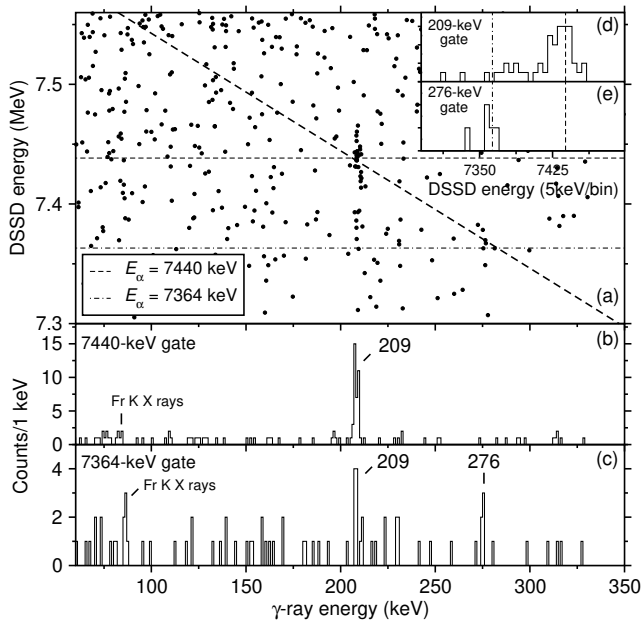 7.5
7.4
7.3
DSSD energy (MeV)
209-keV
gate
(d)
276-keV
gate
(e)
7350
7425
DSSD energy (5keV/bin)
Eα = 7440 keV
Eα = 7364 keV
(a)
15
10
5
0
7440-keV gate
Fr K X rays
209
(b)
Counts/1 keV
4
2
0
7364-keV gate
Fr K X rays
209
276
(c)
100
150
200
250
300
350
γ-ray energy (keV)